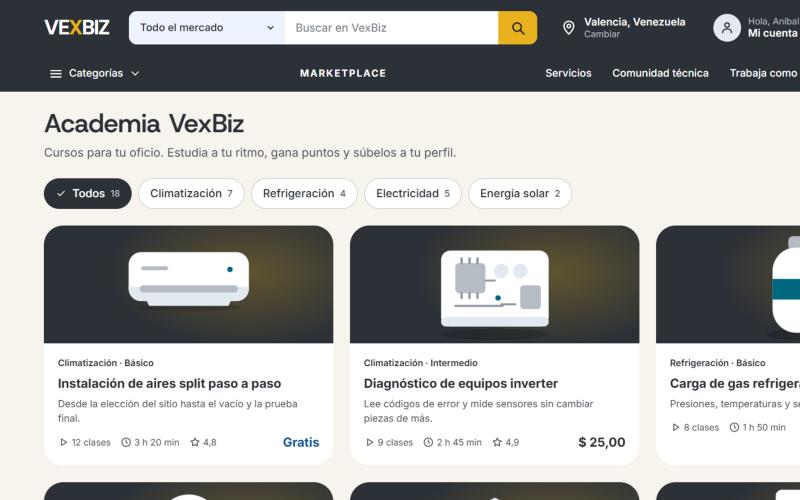 VEXBIZ
Todo el mercado
Buscar en VexBiz
Valencia, Venezuela
Cambiar
Hola, Aníbal
Mi cuenta
Categorías
MARKETPLACE
Servicios
Comunidad técnica
Trabaja como
Academia VexBiz
Cursos para tu oficio. Estudia a tu ritmo, gana puntos y súbelos a tu perfil.
Todos 18
Climatización 7
Refrigeración 4
Electricidad 5
Energía solar 2
Climatización · Básico
Instalación de aires split paso a paso
Desde la elección del sitio hasta el vacío y la prueba
final.
12 clases 3 h 20 min 4,8 Gratis
Climatización · Intermedio
Diagnóstico de equipos inverter
Lee códigos de error y mide sensores sin cambiar
piezas de más.
9 clases 2 h 45 min 4,9 $ 25,00
Refrigeración · Básico
Carga de gas refrigera
Presiones, temperaturas y se
8 clases 1 h 50 min